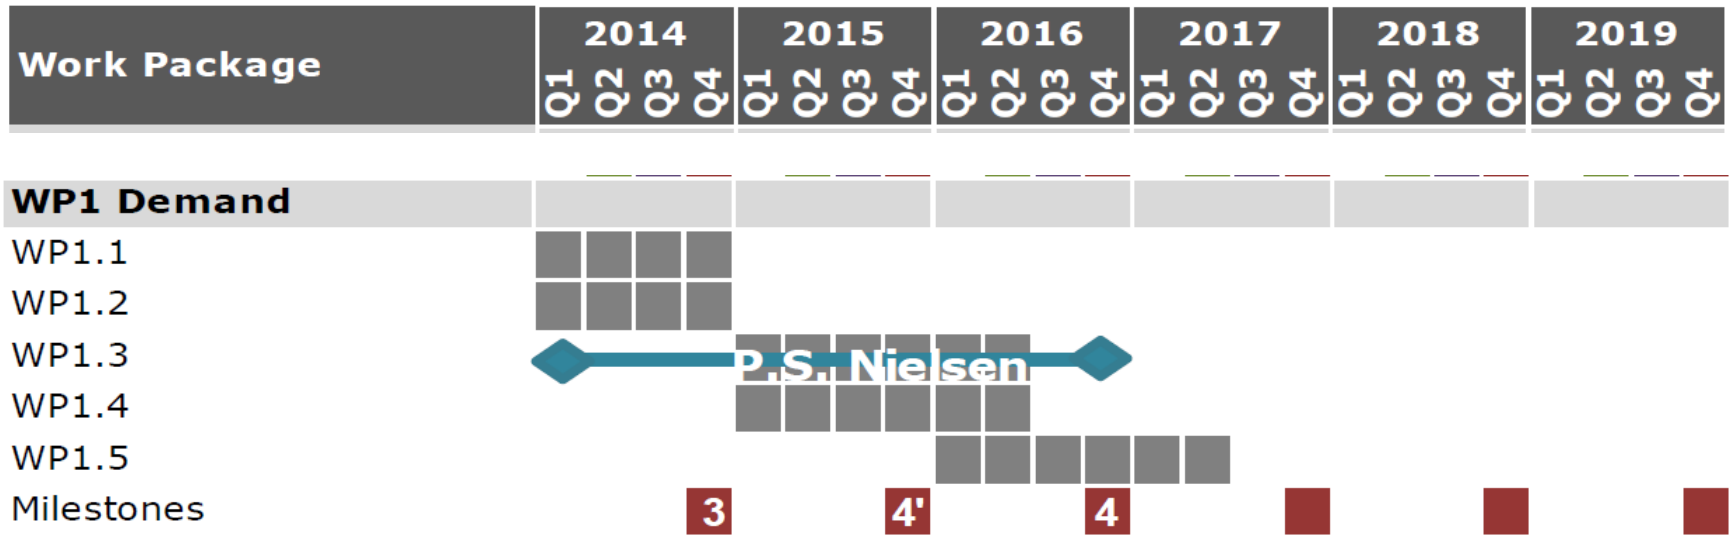 Work Package
2014 2015 2016 2017 2018 2019
Q1 Q2 Q3 Q4 Q1 Q2 Q3 Q4 Q1 Q2 Q3 Q4 Q1 Q2 Q3 Q4 Q1 Q2 Q3 Q4 Q1 Q2 Q3 Q4
WP1 Demand
WP1.1
WP1.2
WP1.3 P.S. Nielsen
WP1.4
WP1.5
Milestones 3 4' 4